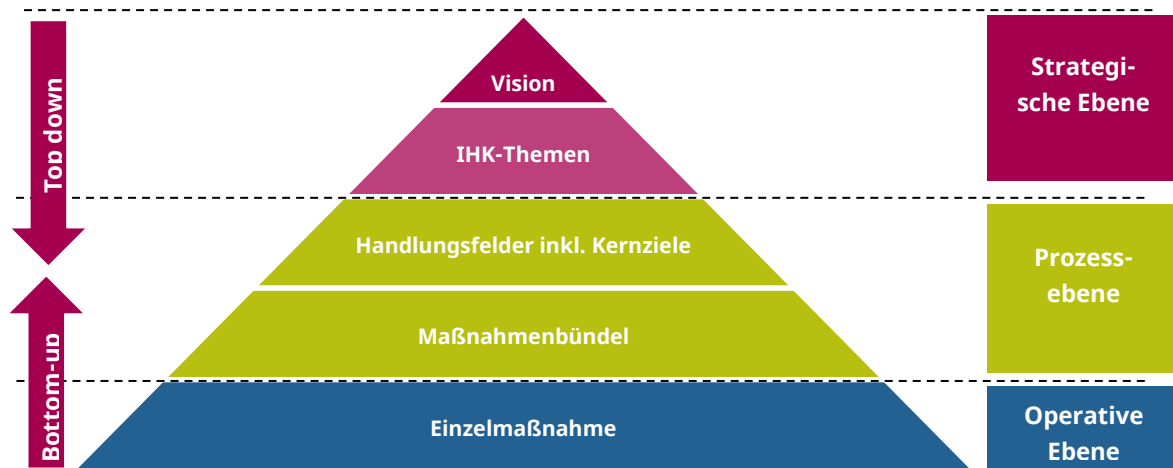 Top down
Bottom-up
Vision
IHK-Themen
Handlungsfelder inkl. Kernziele
Maßnahmenbündel
Einzelmaßnahme
Strategi-
sche Ebene
Prozess-
ebene
Operative
Ebene